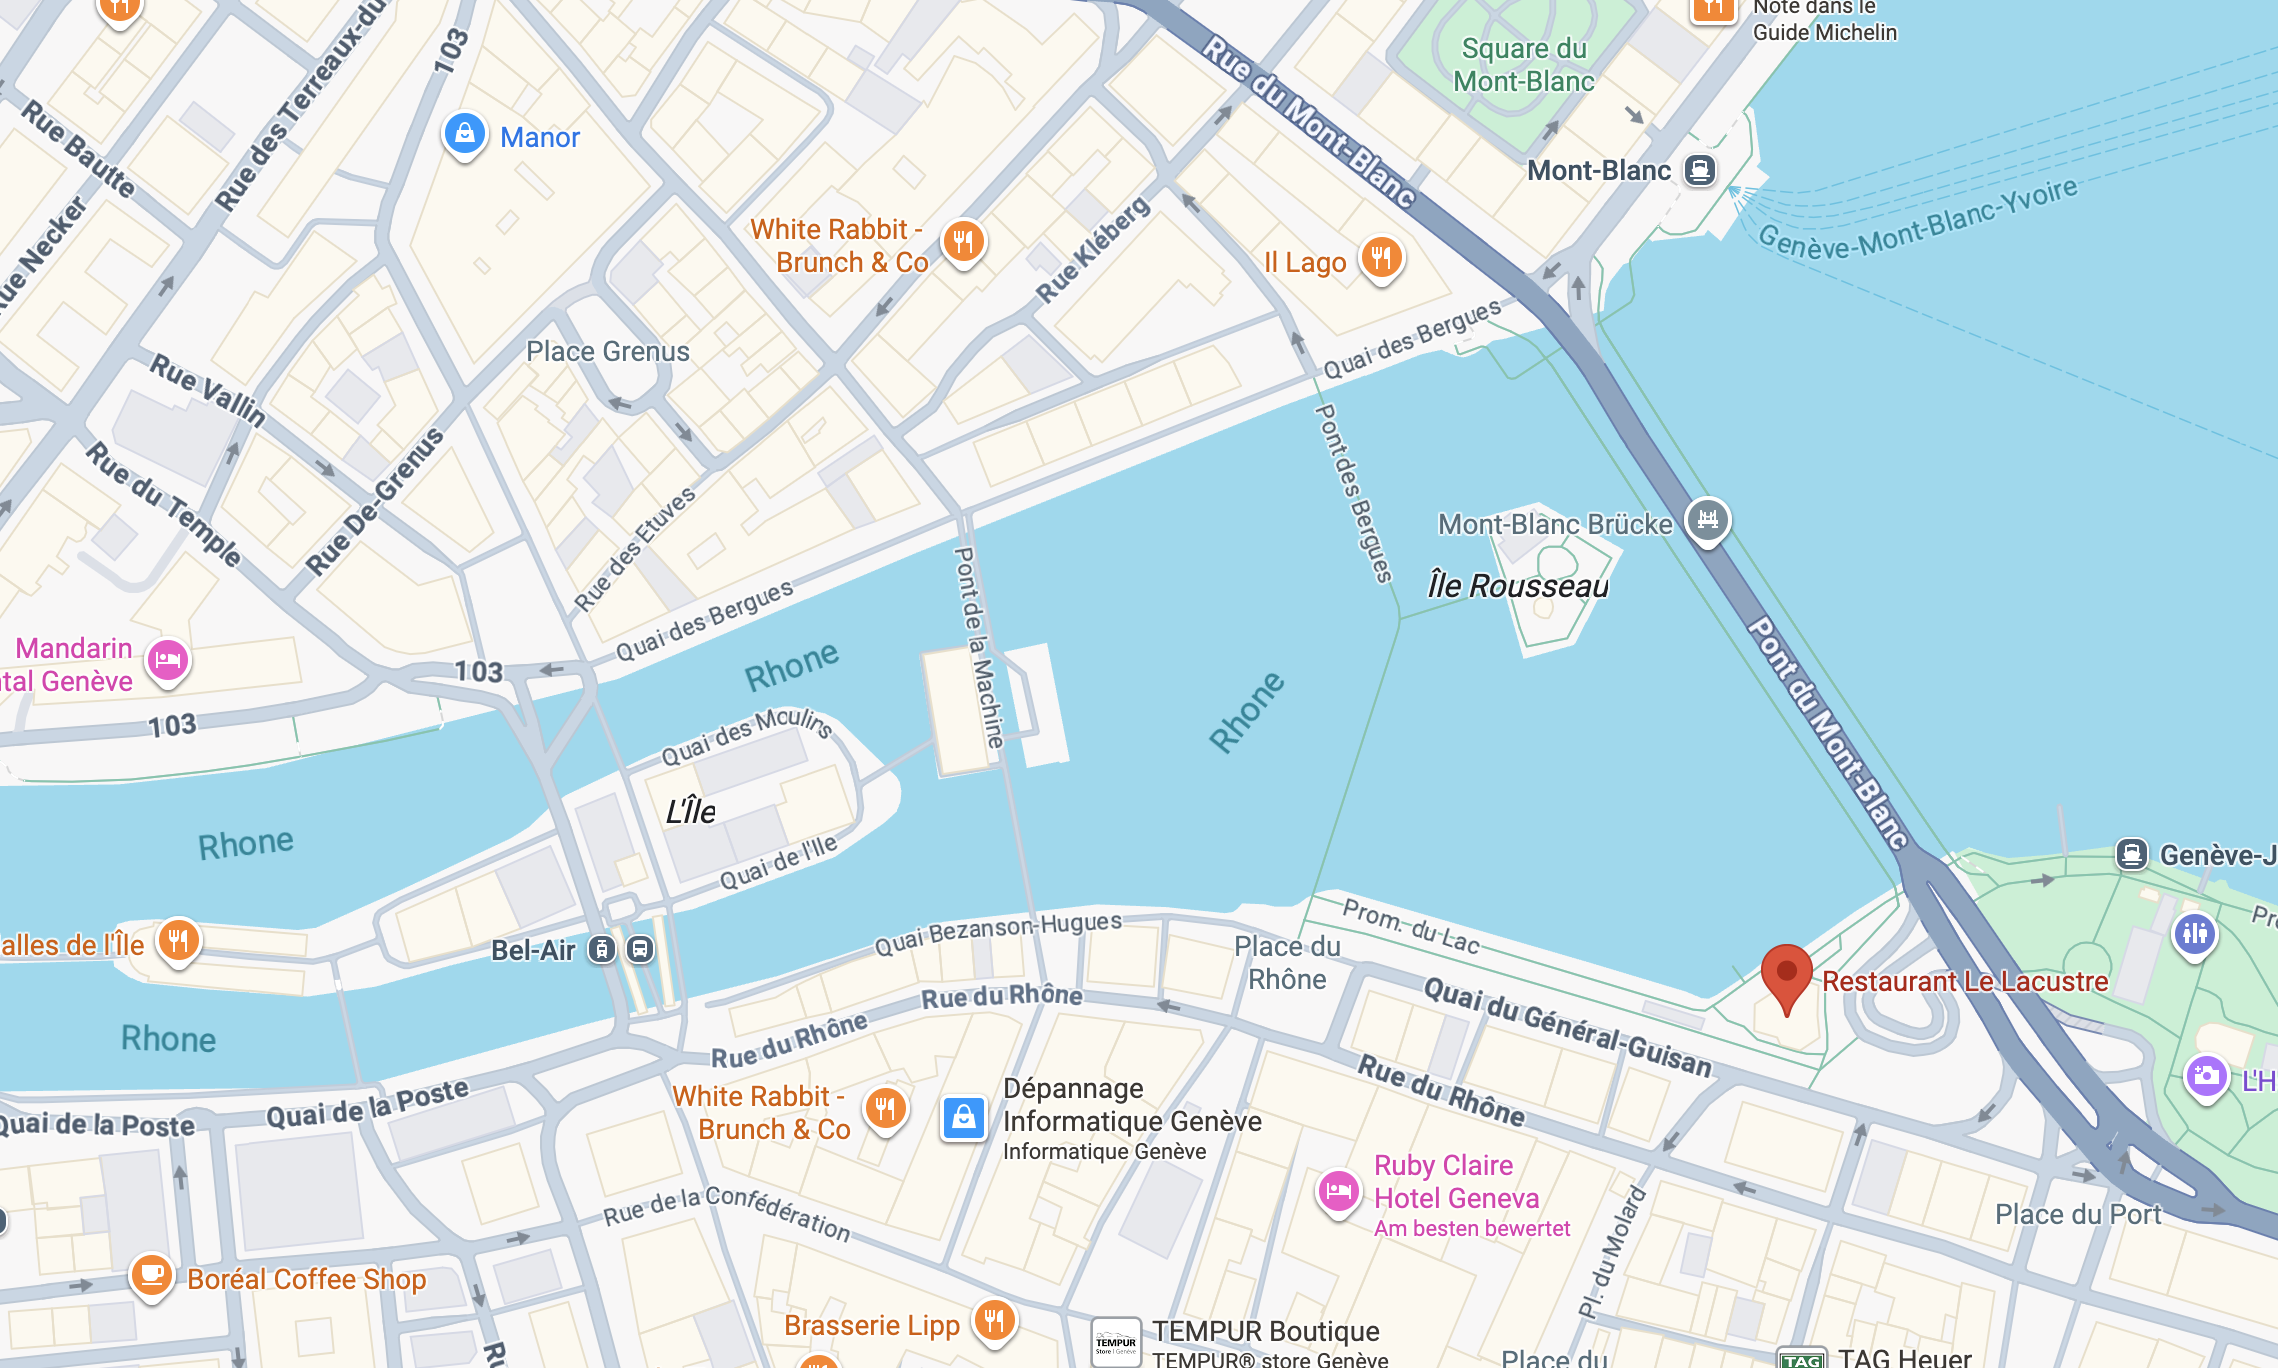 Note dans le
Guide Michelin
103
Rue des Terreaux-du
Rue du Mont-Blanc
Square du
Mont-Blanc
Rue Bautte
Manor
Mont-Blanc
Genève-Mont-Blanc-Yvoire
White Rabbit -
Brunch & Co
Rue Kléberg
Il Lago
Rue Necker
Quai des Bergues
Place Grenus
Rue Vallin
Pont des Bergues
Rue De-Grenus
Rue du Temple
Rue des Etuves
Mont-Blanc Brücke
Île Rousseau
Pont de la Machine
Quai des Bergues
Mandarin
tal Genève
103
Rhone
Rhone
Pont du Mont-Blanc
103
Quai des Moulins
L'Île
Rhone
Quai de l'Ile
Genève-J
Prom. du Lac
Quai Bezanson-Hugues
alles de l'Île
Bel-Air
Place du
Rhône
Restaurant Le Lacustre
Rue du Rhône
Quai du Général-Guisan
Rhone
Rue du Rhône
Rue du Rhône
L'H
Quai de la Poste
Quai de la Poste
White Rabbit -
Brunch & Co
Dépannage
Informatique Genève
Informatique Genève
Ruby Claire
Hotel Geneva
Am besten bewertet
Rue de la Confédération
Pl. du Molard
Place du Port
Boréal Coffee Shop
Brasserie Lipp
TEMPUR
TEMPUR Boutique
TEMPUR® store Genève
Place du
TAG
TAG Heuer